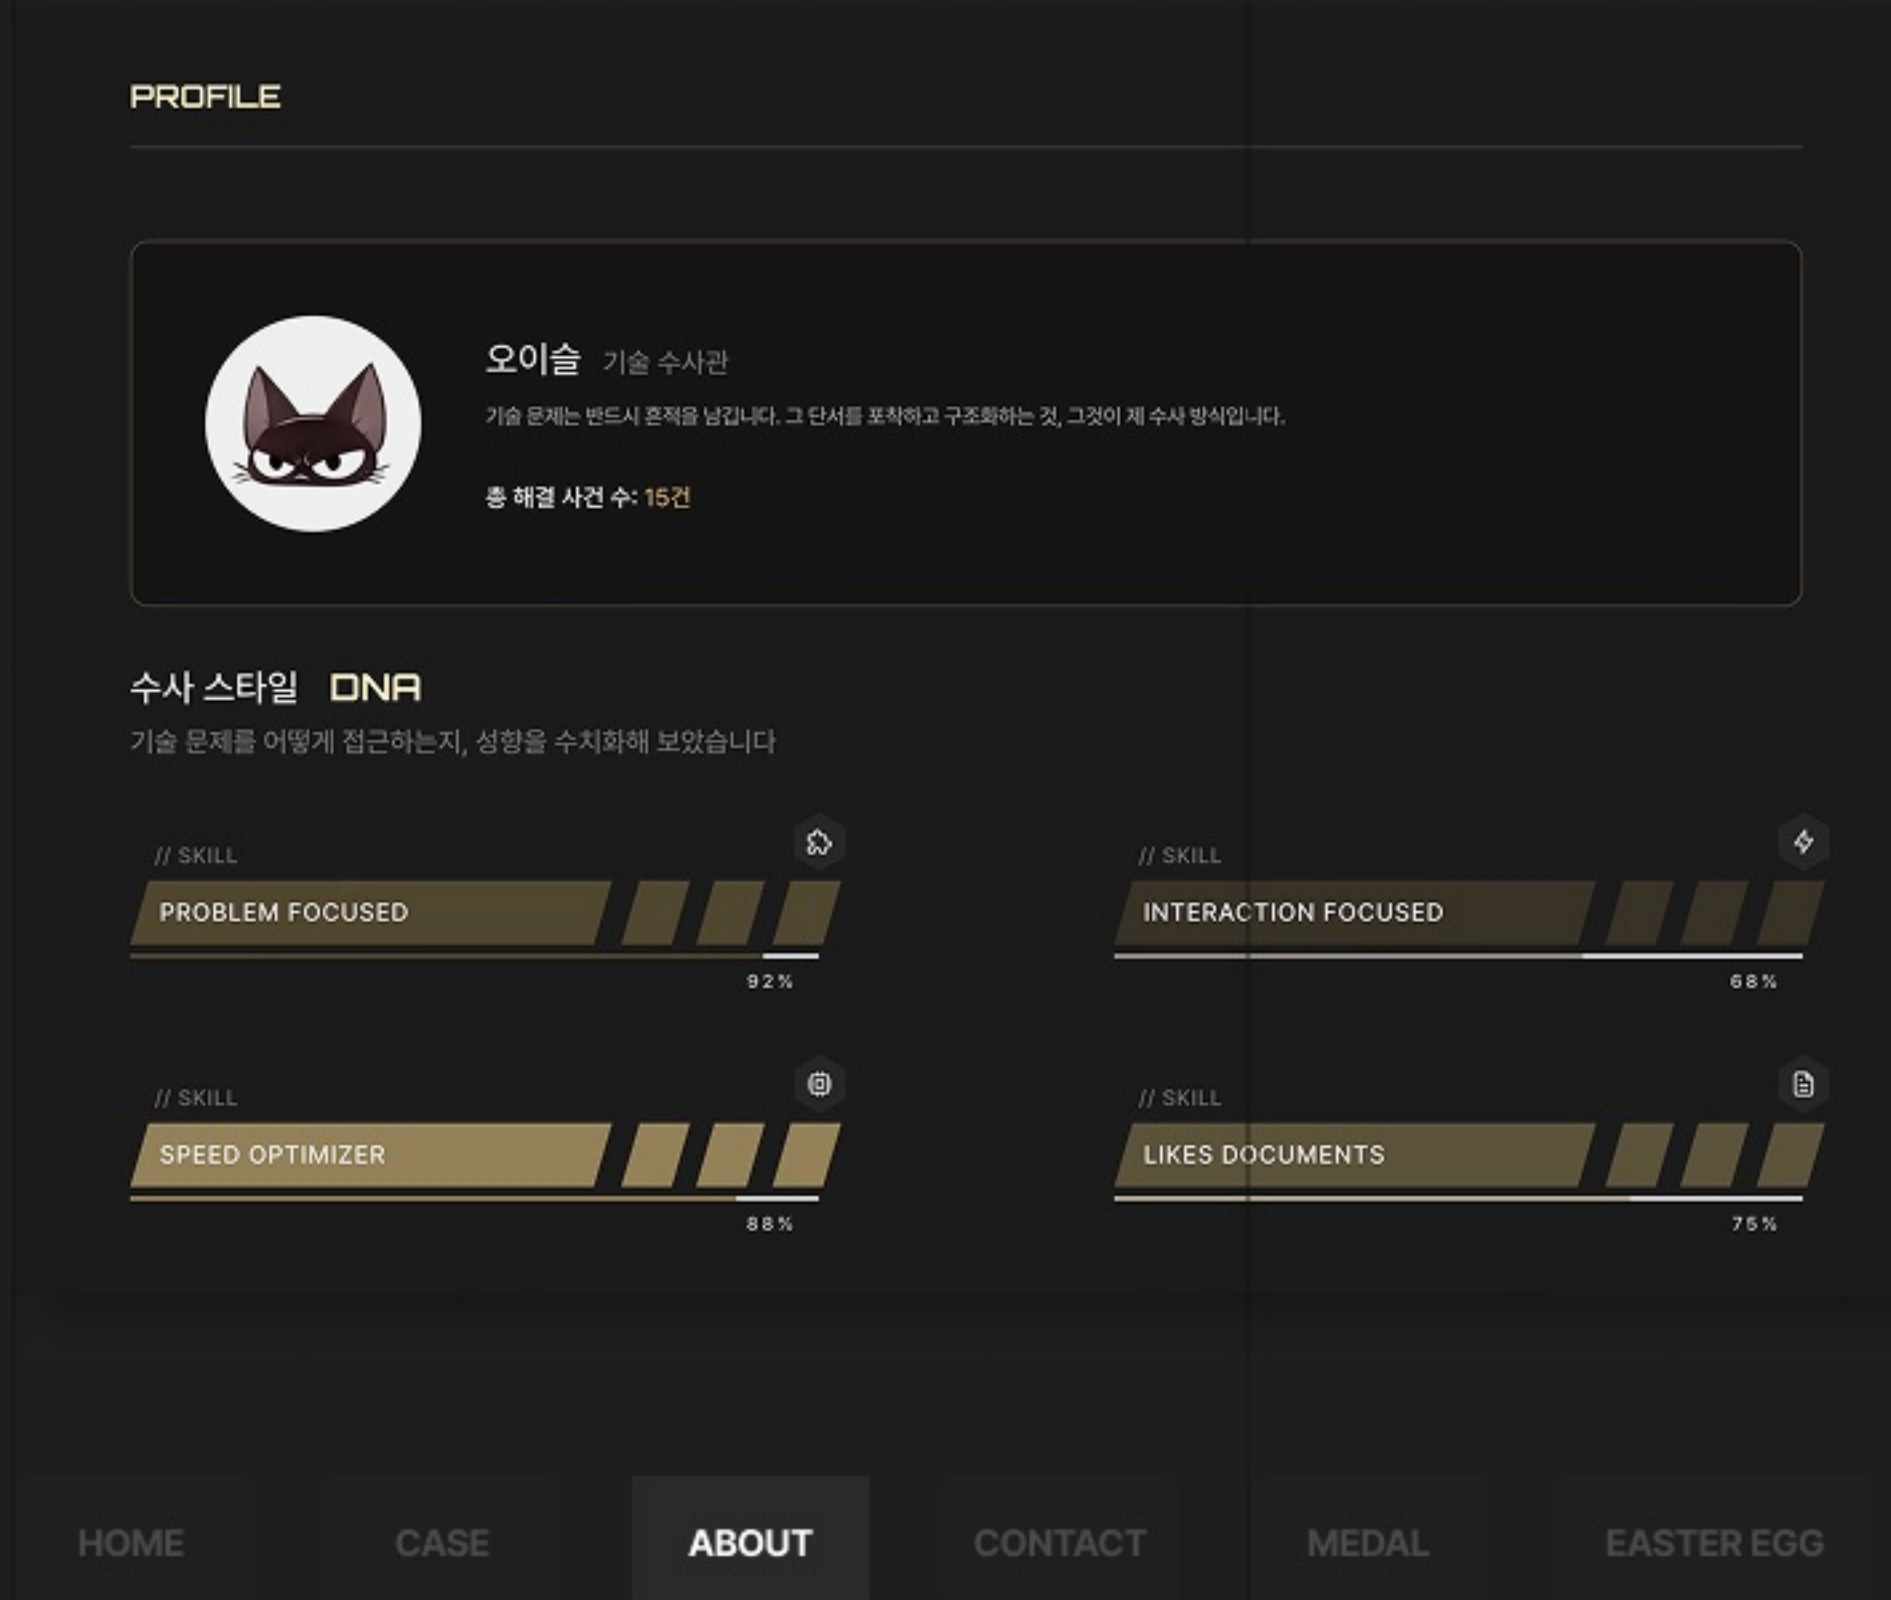 PROFILE
오이슬 기술 수사관
기술 문제는 반드시 흔적을 남깁니다. 그 단서를 포착하고 구조화하는 것, 그것이 제 수사 방식입니다.
총 해결 사건 수: 15건
수사 스타일 DNA
기술 문제를 어떻게 접근하는지, 성향을 수치화해 보았습니다
// SKILL
PROBLEM FOCUSED
92%
// SKILL
INTERACTION FOCUSED
68%
// SKILL
SPEED OPTIMIZER
88%
// SKILL
LIKES DOCUMENTS
75%
HOME CASE ABOUT CONTACT MEDAL EASTER EGG